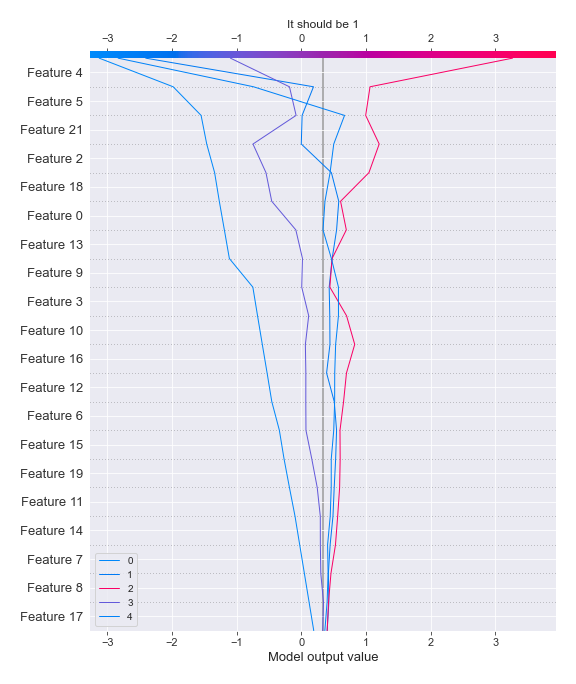 It should be 1
−3 −2 −1 0 1 2 3
Feature 4
Feature 5
Feature 21
Feature 2
Feature 18
Feature 0
Feature 13
Feature 9
Feature 3
Feature 10
Feature 16
Feature 12
Feature 6
Feature 15
Feature 19
Feature 11
Feature 14
Feature 7
Feature 8
Feature 17
0
1
2
3
4
−3 −2 −1 0 1 2 3
Model output value